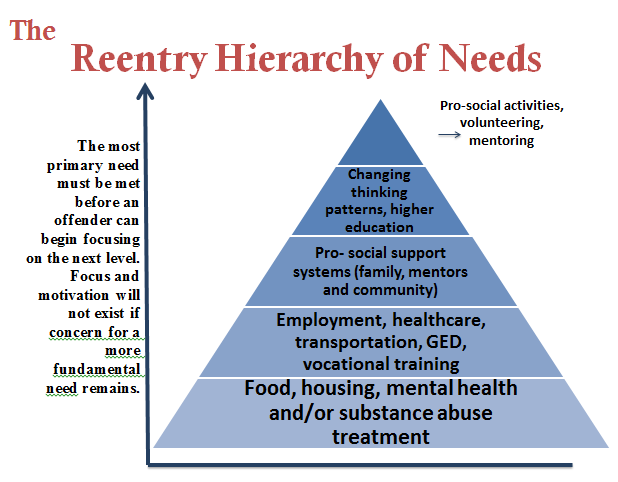 The
Reentry Hierarchy of Needs
The most
primary need
must be met
before an
offender can
begin focusing
on the next level.
Focus and
motivation will
not exist if
concern for a
more
fundamental
need remains.
Pro-social activities,
volunteering,
mentoring
Changing
thinking
patterns, higher
education
Pro- social support
systems (family, mentors
and community)
Employment, healthcare,
transportation, GED,
vocational training
Food, housing, mental health
and/or substance abuse
treatment